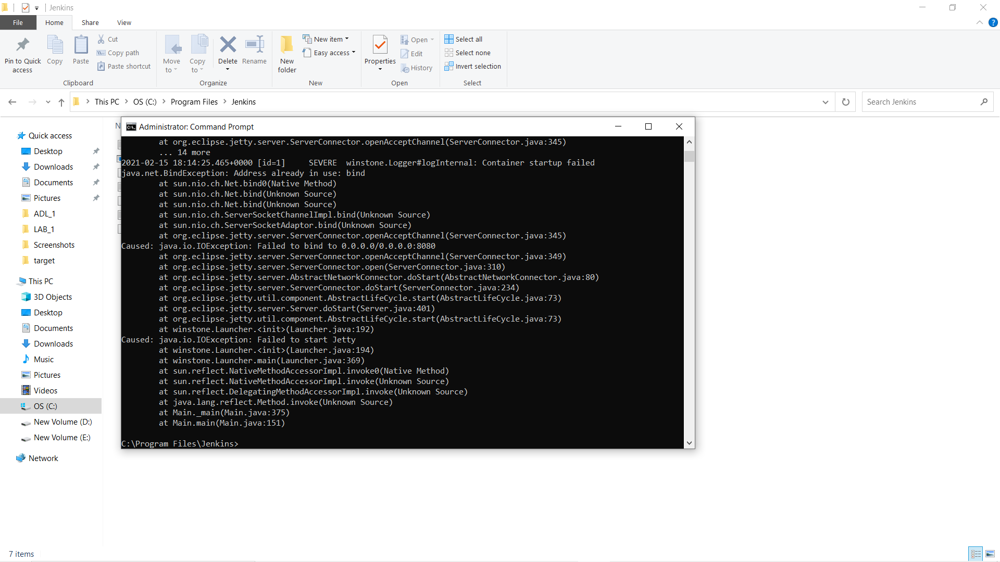 Jenkins
File
Home
Share
View
Pin to Quick access
Copy
Paste
Cut
Copy path
Paste shortcut
Clipboard
Move to
Copy to
Delete
Rename
Organize
New folder
New item
Easy access
New
Properties
Open
Edit
History
Open
Select all
Select none
Invert selection
Select
This PC
OS (C:)
Program Files
Jenkins
Search Jenkins
Quick access
Desktop
Downloads
Documents
Pictures
ADL_1
LAB_1
Screenshots
target
This PC
3D Objects
Desktop
Documents
Downloads
Music
Pictures
Videos
OS (C:)
New Volume (D:)
New Volume (E:)
Network
N
Administrator: Command Prompt
at org.eclipse.jetty.server.ServerConnector.openAcceptChannel(ServerConnector.java:345)
... 14 more
2021-02-15 18:14:25.465+0000 [id=1] SEVERE winstone.Logger#logInternal: Container startup failed
java.net.BindException: Address already in use: bind
at sun.nio.ch.Net.bind0(Native Method)
at sun.nio.ch.Net.bind(Unknown Source)
at sun.nio.ch.Net.bind(Unknown Source)
at sun.nio.ch.ServerSocketChannelImpl.bind(Unknown Source)
at sun.nio.ch.ServerSocketAdaptor.bind(Unknown Source)
at org.eclipse.jetty.server.ServerConnector.openAcceptChannel(ServerConnector.java:345)
Caused: java.io.IOException: Failed to bind to 0.0.0.0/0.0.0.0:8080
at org.eclipse.jetty.server.ServerConnector.openAcceptChannel(ServerConnector.java:349)
at org.eclipse.jetty.server.ServerConnector.open(ServerConnector.java:310)
at org.eclipse.jetty.server.AbstractNetworkConnector.doStart(AbstractNetworkConnector.java:80)
at org.eclipse.jetty.server.ServerConnector.doStart(ServerConnector.java:234)
at org.eclipse.jetty.util.component.AbstractLifeCycle.start(AbstractLifeCycle.java:73)
at org.eclipse.jetty.server.Server.doStart(Server.java:401)
at org.eclipse.jetty.util.component.AbstractLifeCycle.start(AbstractLifeCycle.java:73)
at winstone.Launcher.<init>(Launcher.java:192)
Caused: java.io.IOException: Failed to start Jetty
at winstone.Launcher.<init>(Launcher.java:194)
at winstone.Launcher.main(Launcher.java:369)
at sun.reflect.NativeMethodAccessorImpl.invoke0(Native Method)
at sun.reflect.NativeMethodAccessorImpl.invoke(Unknown Source)
at sun.reflect.DelegatingMethodAccessorImpl.invoke(Unknown Source)
at java.lang.reflect.Method.invoke(Unknown Source)
at Main._main(Main.java:375)
at Main.main(Main.java:151)
C:\Program Files\Jenkins>
7 items